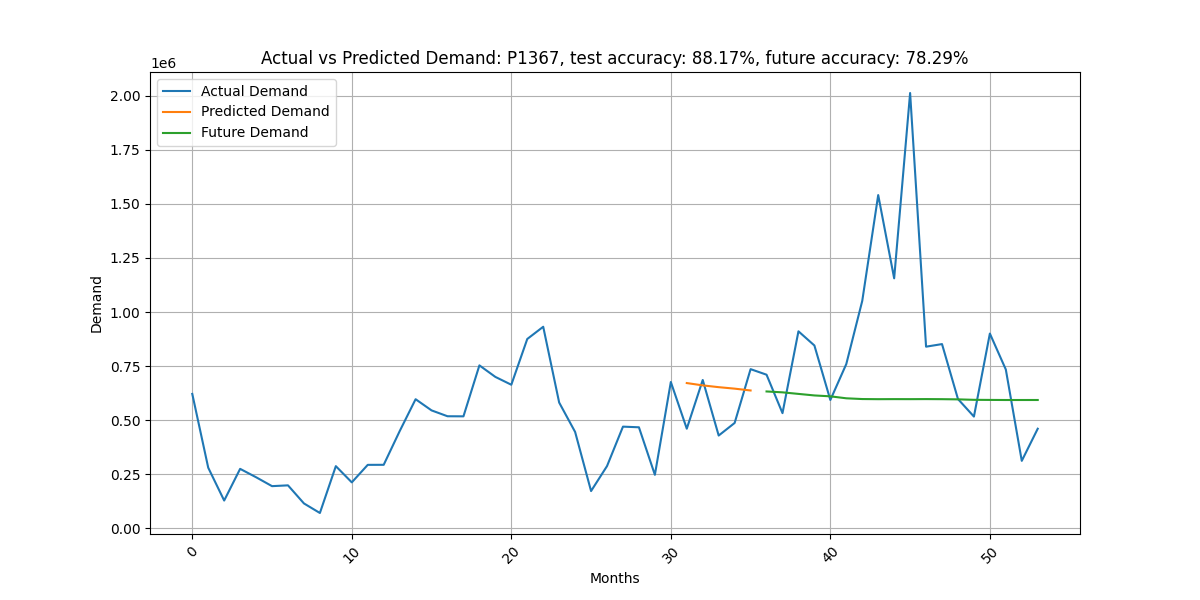 Actual vs Predicted Demand: P1367, test accuracy: 88.17%, future accuracy: 78.29%
1e6
Actual Demand
Predicted Demand
Future Demand
2.00
1.75
1.50
1.25
1.00
0.75
0.50
0.25
0.00
Demand
0 10 20 30 40 50
Months